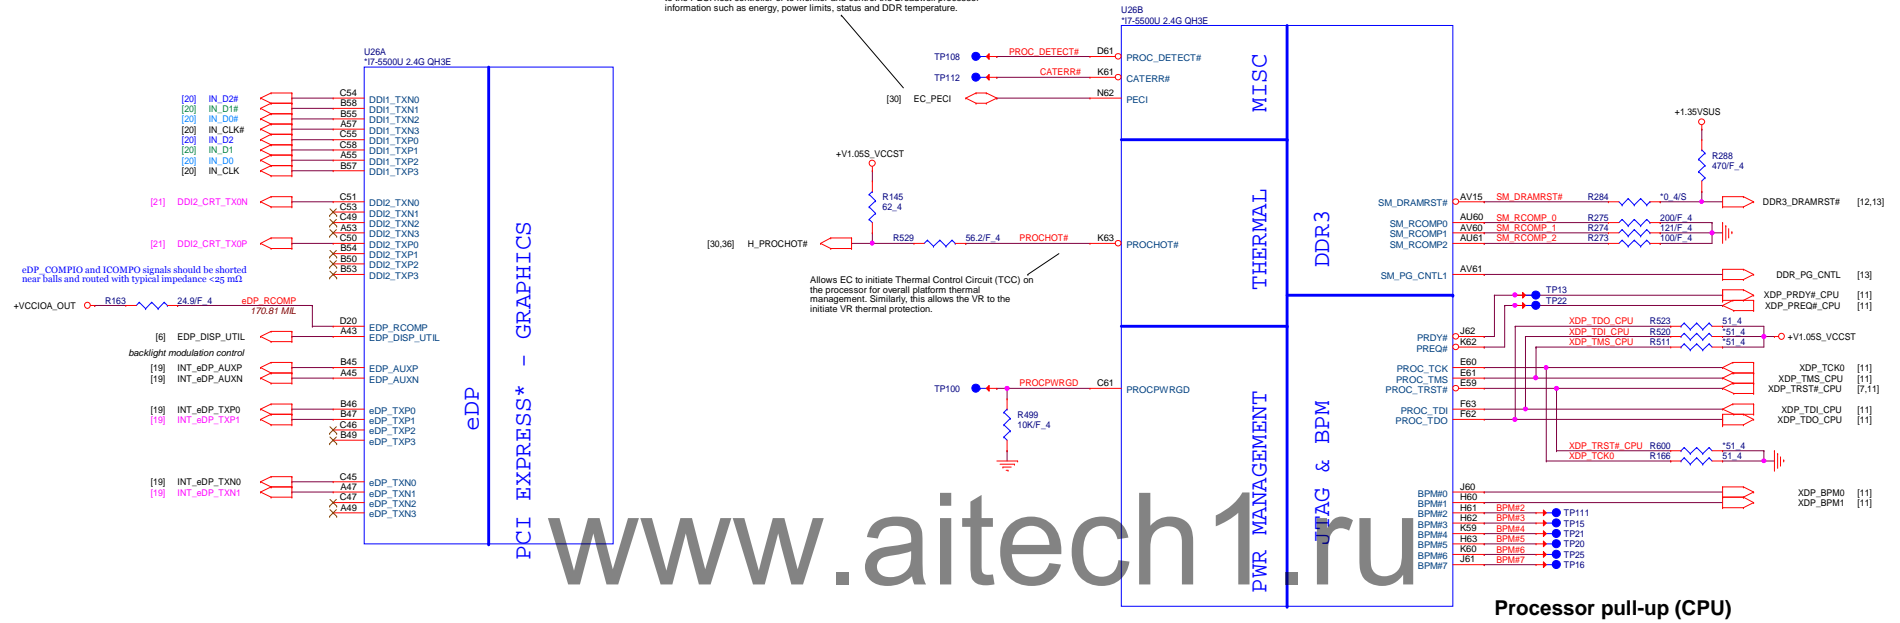 information such as energy, power limits, status and DDR temperature.
U26A
*I7-5500U 2.4G QH3E
[20] IN_D2# C54 DDI1_TXN0
[20] IN_D1# B58 DDI1_TXN1
[20] IN_D0# B55 DDI1_TXN2
[20] IN_CLK# A57 DDI1_TXN3
[20] IN_D2 C55 DDI1_TXP0
[20] IN_D1 C58 DDI1_TXP1
[20] IN_D0 A55 DDI1_TXP2
[20] IN_CLK B57 DDI1_TXP3
[21] DDI2_CRT_TX0N C51 DDI2_TXN0
C53 DDI2_TXN1
C49 DDI2_TXN2
A53 DDI2_TXN3
[21] DDI2_CRT_TX0P C50 DDI2_TXP0
B54 DDI2_TXP1
B50 DDI2_TXP2
B53 DDI2_TXP3
eDP_COMPIO and ICOMPO signals should be shorted
near balls and routed with typical impedance <25 mΩ
+VCCIOA_OUT R163 24.9/F_4 eDP_RCOMP
170.81 MIL
D20 EDP_RCOMP
[6] EDP_DISP_UTIL A43 EDP_DISP_UTIL
backlight modulation control
[19] INT_eDP_AUXP B45 EDP_AUXP
[19] INT_eDP_AUXN A45 EDP_AUXN
[19] INT_eDP_TXP0 B46 eDP_TXP0
[19] INT_eDP_TXP1 B47 eDP_TXP1
C46 eDP_TXP2
B49 eDP_TXP3
[19] INT_eDP_TXN0 C45 eDP_TXN0
[19] INT_eDP_TXN1 A47 eDP_TXN1
C47 eDP_TXN2
A49 eDP_TXN3
eDP
PCI EXPRESS* - GRAPHICS
U26B
*I7-5500U 2.4G QH3E
TP108 PROC_DETECT# D61 PROC_DETECT#
TP112 CATERR# K61 CATERR#
[30] EC_PECI N62 PECI
MISC
+V1.05S_VCCST
R145
62_4
[30,36] H_PROCHOT# R529 56.2/F_4 PROCHOT# K63 PROCHOT#
THERMAL
Allows EC to initiate Thermal Control Circuit (TCC) on
the processor for overall platform thermal
management. Similarly, this allows the VR to the
initiate VR thermal protection.
TP100 PROCPWRGD C61 PROCPWRGD
R499
10K/F_4
PWR MANAGEMENT
DDR3
JTAG & BPM
+1.35VSUS
R288
470/F_4
SM_DRAMRST# AV15 SM_DRAMRST# R284 *0_4/S DDR3_DRAMRST# [12,13]
SM_RCOMP0 AU60 SM_RCOMP_0 R275 200/F_4
SM_RCOMP1 AV60 SM_RCOMP_1 R274 121/F_4
SM_RCOMP2 AU61 SM_RCOMP_2 R273 100/F_4
SM_PG_CNTL1 AV61 DDR_PG_CNTL [13]
TP13 XDP_PRDY#_CPU [11]
TP22 XDP_PREQ#_CPU [11]
XDP_TDO_CPU R523 51_4
XDP_TDI_CPU R520 *51_4
XDP_TMS_CPU R511 *51_4
+V1.05S_VCCST
PRDY# J62
PREQ# K62
PROC_TCK E60 XDP_TCK0 [11]
PROC_TMS E61 XDP_TMS_CPU [11]
PROC_TRST# E59 XDP_TRST#_CPU [7,11]
PROC_TDI F63 XDP_TDI_CPU [11]
PROC_TDO F62 XDP_TDO_CPU [11]
XDP_TRST#_CPU R600 *51_4
XDP_TCK0 R166 51_4
BPM#0 J60 XDP_BPM0 [11]
BPM#1 H60 XDP_BPM1 [11]
BPM#2 H61 BPM#2 TP111
BPM#3 H62 BPM#3 TP15
BPM#4 K59 BPM#4 TP21
BPM#5 H63 BPM#5 TP20
BPM#6 K60 BPM#6 TP25
BPM#7 J61 BPM#7 TP16
www.aitech1.ru
Processor pull-up (CPU)